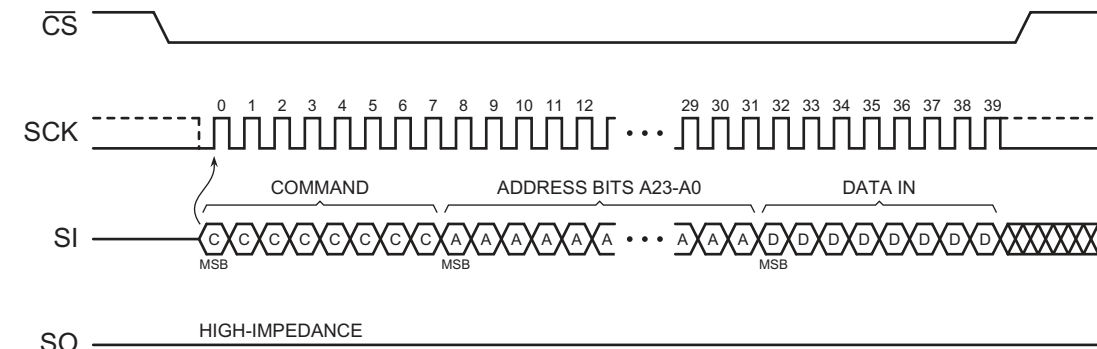 CS
0 1 2 3 4 5 6 7 8 9 10 11 12 29 30 31 32 33 34 35 36 37 38 39
SCK
COMMAND ADDRESS BITS A23-A0 DATA IN
SI C C C C C C C C A A A A A A A A A D D D D D D D D
MSB MSB MSB
HIGH-IMPEDANCE
SO